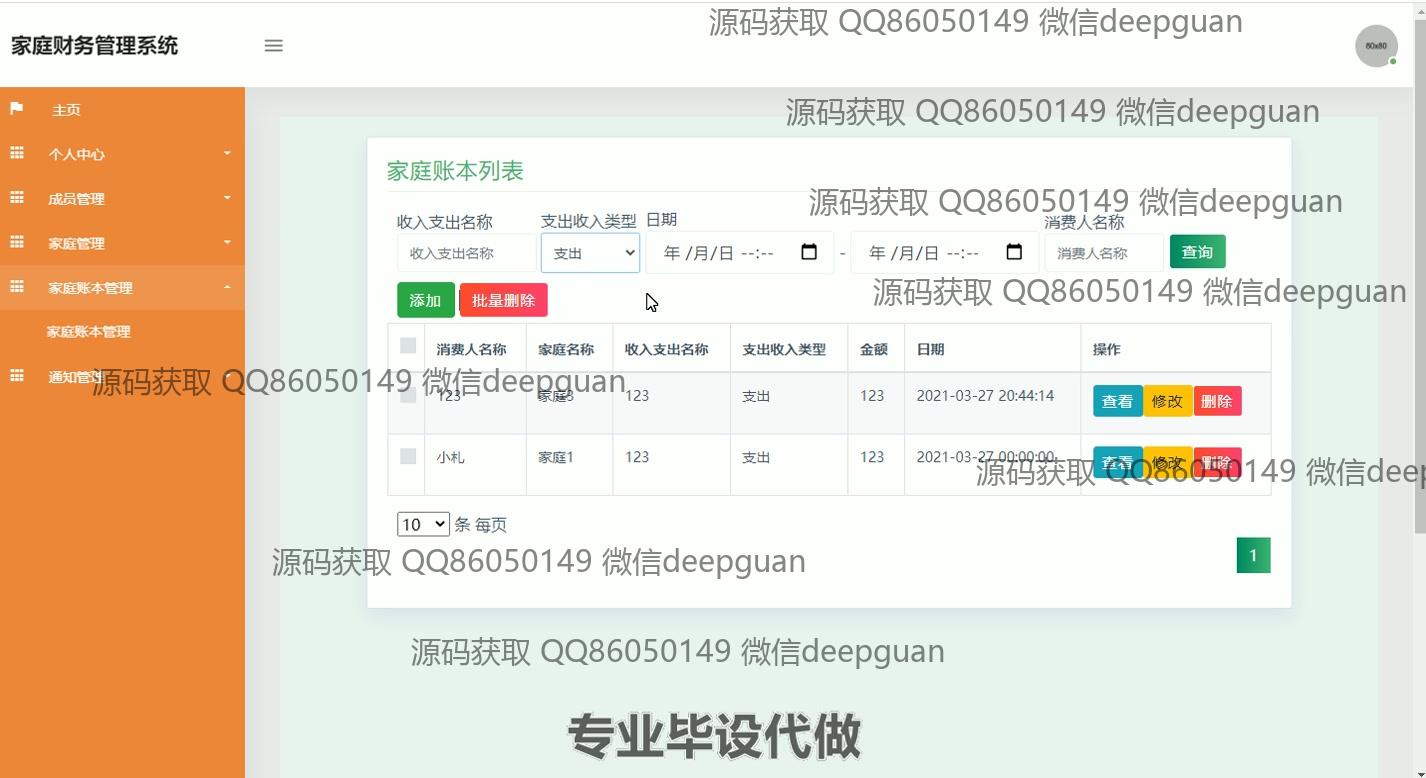 源码获取 QQ86050149 微信deepguan
家庭财务管理系统
80x80
主页
源码获取 QQ86050149 微信deepguan
个人中心
家庭账本列表
成员管理
源码获取 QQ86050149 微信deepguan
收入支出名称 支出收入类型 日期 消费人名称
家庭管理
收入支出名称 支出 年 /月/日 --:-- - 年 /月/日 --:-- 消费人名称 查询
家庭账本管理
源码获取 QQ86050149 微信deepguan
添加 批量删除
家庭账本管理
消费人名称 家庭名称 收入支出名称 支出收入类型 金额 日期 操作
通知管理
源码获取 QQ86050149 微信deepguan
123 家庭3 123 支出 123 2021-03-27 20:44:14 查看 修改 删除
小札 家庭1 123 支出 123 2021-03-27 00:00:00 查看 修改 删除
源码获取 QQ86050149 微信deep
10 条 每页
1
源码获取 QQ86050149 微信deepguan
源码获取 QQ86050149 微信deepguan
专业毕设代做